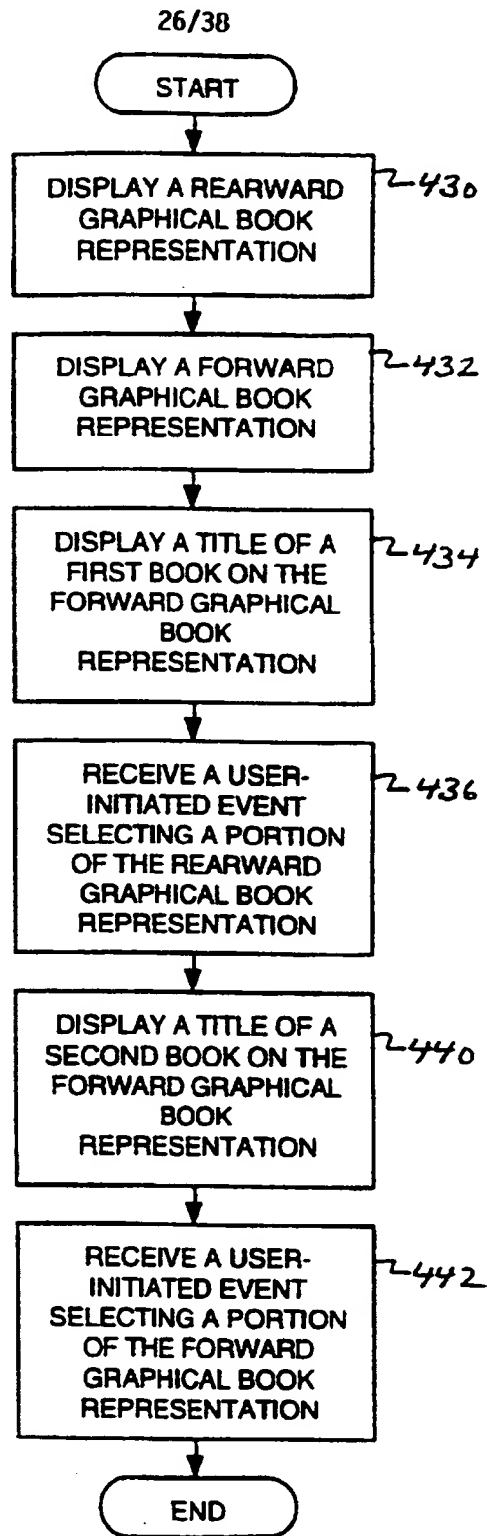 26/38
START
DISPLAY A REARWARD
GRAPHICAL BOOK
REPRESENTATION
430
DISPLAY A FORWARD
GRAPHICAL BOOK
REPRESENTATION
432
DISPLAY A TITLE OF A
FIRST BOOK ON THE
FORWARD GRAPHICAL
BOOK
REPRESENTATION
434
RECEIVE A USER-
INITIATED EVENT
SELECTING A PORTION
OF THE REARWARD
GRAPHICAL BOOK
REPRESENTATION
436
DISPLAY A TITLE OF A
SECOND BOOK ON THE
FORWARD GRAPHICAL
BOOK
REPRESENTATION
440
RECEIVE A USER-
INITIATED EVENT
SELECTING A PORTION
OF THE FORWARD
GRAPHICAL BOOK
REPRESENTATION
442
END